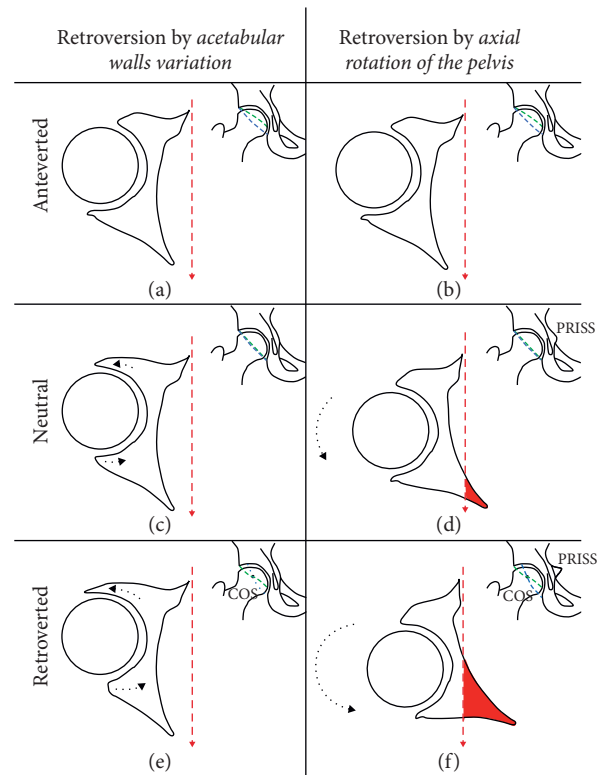 Retroversion by acetabular
walls variation
Retroversion by axial
rotation of the pelvis
Anteverted
(a)
(b)
Neutral
PRISS
(c)
(d)
Retroverted
COS
PRISS
COS
(e)
(f)